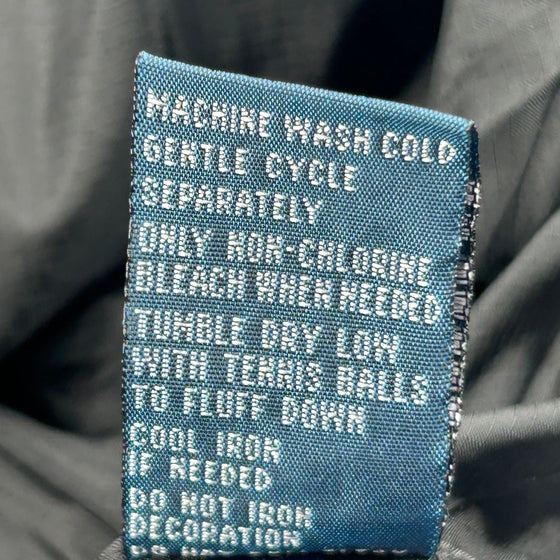 MACHINE WASH COLD
GENTLE CYCLE
SEPARATELY
ONLY NON-CHLORINE
BLEACH WHEN NEEDED
TUMBLE DRY LOW
WITH TENNIS BALLS
TO FLUFF DOWN
COOL IRON
IF NEEDED
DO NOT IRON
DECORATION